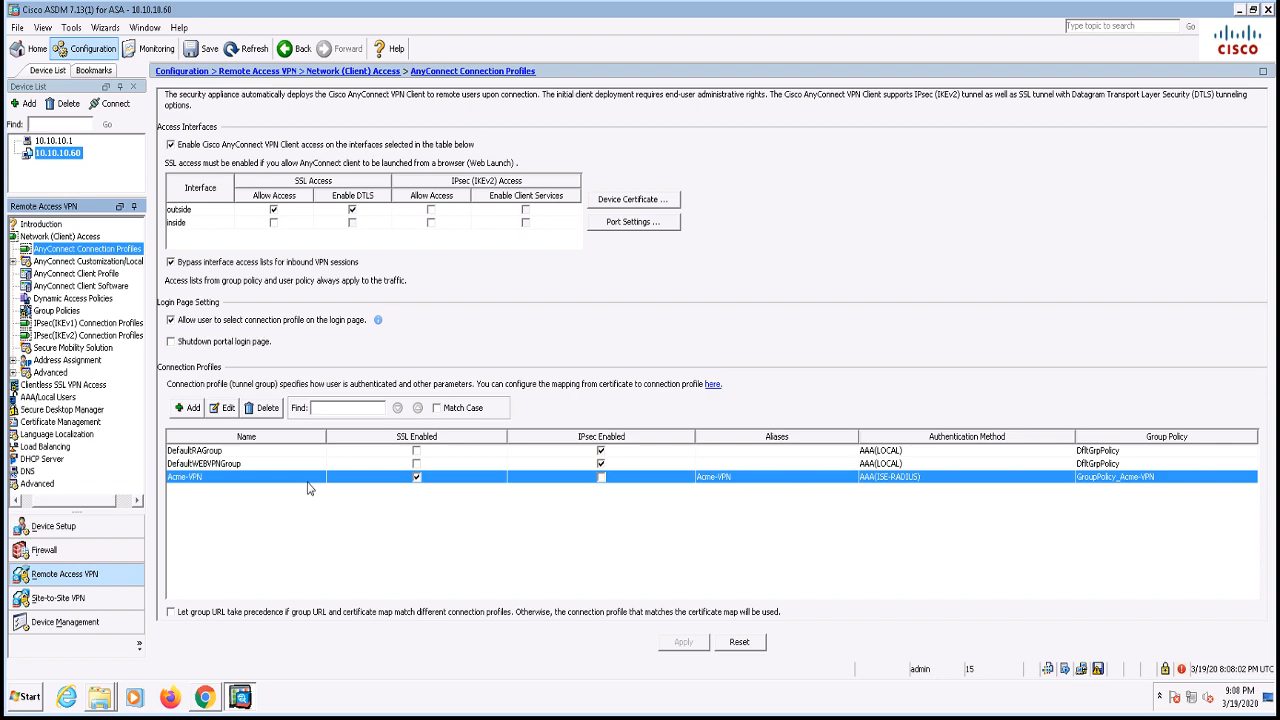 Cisco ASDM 7.13(1) for ASA - 10.10.10.60
File View Tools Wizards Window Help
Type topic to search Go
Home Configuration Monitoring Save Refresh Back Forward Help
CISCO
Device List Bookmarks
Configuration > Remote Access VPN > Network (Client) Access > AnyConnect Connection Profiles
Device List
Add Delete Connect
Find: Go
10.10.10.1
10.10.10.60
Remote Access VPN
Introduction
Network (Client) Access
AnyConnect Connection Profiles
AnyConnect Customization/Local
AnyConnect Client Profile
AnyConnect Client Software
Dynamic Access Policies
Group Policies
IPsec(IKEv1) Connection Profiles
IPsec(IKEv2) Connection Profiles
Secure Mobility Solution
Address Assignment
Advanced
Clientless SSL VPN Access
AAA/Local Users
Secure Desktop Manager
Certificate Management
Language Localization
Load Balancing
DHCP Server
DNS
Advanced
Device Setup
Firewall
Remote Access VPN
Site-to-Site VPN
Device Management
The security appliance automatically deploys the Cisco AnyConnect VPN Client to remote users upon connection. The initial client deployment requires end-user administrative rights. The Cisco AnyConnect VPN Client supports IPsec (IKEv2) tunnel as well as SSL tunnel with Datagram Transport Layer Security (DTLS) tunneling
options.
Access Interfaces
Enable Cisco AnyConnect VPN Client access on the interfaces selected in the table below
SSL access must be enabled if you allow AnyConnect client to be launched from a browser (Web Launch) .
Interface SSL Access IPsec (IKEv2) Access
Allow Access Enable DTLS Allow Access Enable Client Services
outside
inside
Device Certificate ...
Port Settings ...
Bypass interface access lists for inbound VPN sessions
Access lists from group policy and user policy always apply to the traffic.
Login Page Setting
Allow user to select connection profile on the login page.
Shutdown portal login page.
Connection Profiles
Connection profile (tunnel group) specifies how user is authenticated and other parameters. You can configure the mapping from certificate to connection profile here.
Add Edit Delete Find: Match Case
Name SSL Enabled IPsec Enabled Aliases Authentication Method Group Policy
DefaultRAGroup AAA(LOCAL) DfltGrpPolicy
DefaultWEBVPNGroup AAA(LOCAL) DfltGrpPolicy
Acme-VPN Acme-VPN AAA(ISE-RADIUS) GroupPolicy_Acme-VPN
Let group URL take precedence if group URL and certificate map match different connection profiles. Otherwise, the connection profile that matches the certificate map will be used.
Apply Reset
admin 15 3/19/20 8:08:02 PM UTC
Start 9:08 PM
3/19/2020